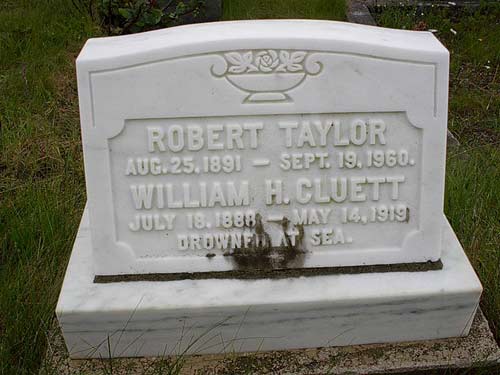 ROBERT TAYLOR
AUG. 25, 1891 — SEPT. 19, 1960.
WILLIAM H. CLUETT
JULY 18, 1888 — MAY 14, 1919
DROWNED AT SEA.